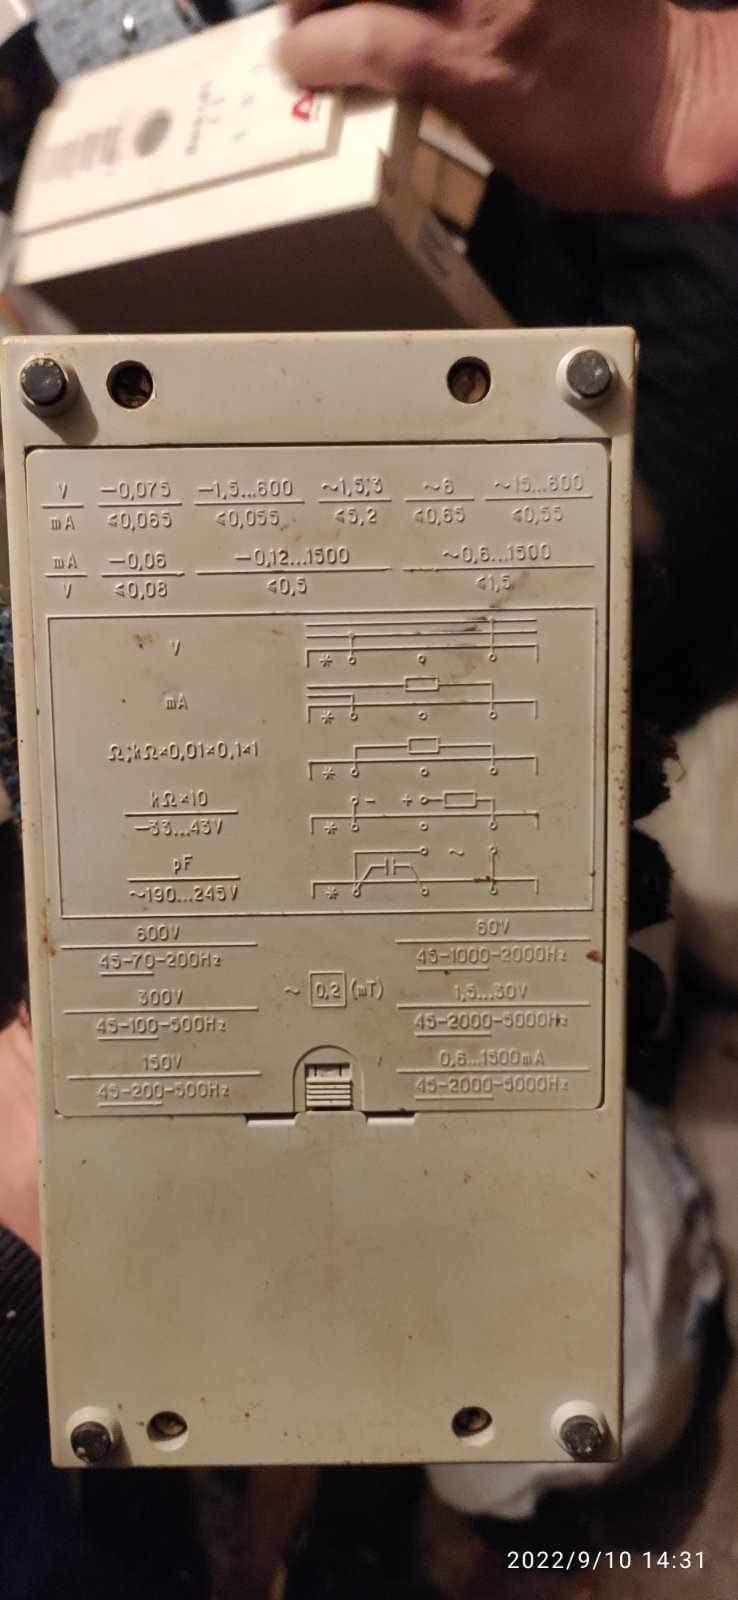 V —0,075 —1,5...600 ~1,5;3 ~6 ~15...600
mA ⩽0,065 ⩽0,055 ⩽5,2 ⩽0,65 ⩽0,55
mA —0,06 —0,12...1500 ~0,6...1500
V ⩽0,08 ⩽0,5 ⩽1,5
V *
mA *
Ω;kΩ×0,01×0,1×1 *
kΩ×10 - +
—33...43V *
pF ~
~190...245V *
600V 60V
45-70-200Hz 45-1000-2000Hz
~ 0,2 (mT)
300V 1,5...30V
45-100-500Hz 45-2000-5000Hz
150V 0,6...1500mA
45-200-500Hz 45-2000-5000Hz
2022/9/10 14:31